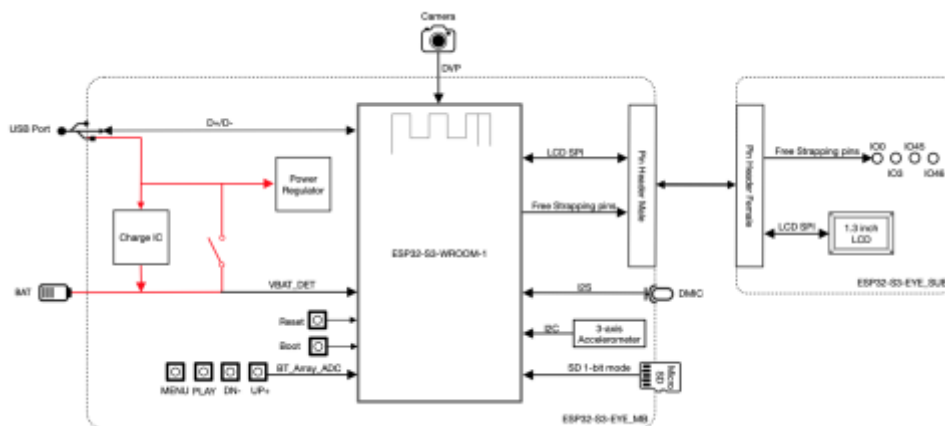 Camera
DVP
USB Port
D+/D-
Power
Regulator
Charge IC
BAT
VBAT_DET
Reset
Boot
BT_Array_ADC
MENU
PLAY
DN-
UP+
ESP32-S3-WROOM-1
LCD SPI
Free Strapping pins
Pin Header Male
I2S
DMIC
I2C
3-axis
Accelerometer
SD 1-bit mode
Micro
SD
ESP32-S3-EYE_MB
Pin Header Female
Free Strapping pins
IO0
IO45
IO3
IO46
LCD SPI
1.3 inch
LCD
ESP32-S3-EYE_SUB